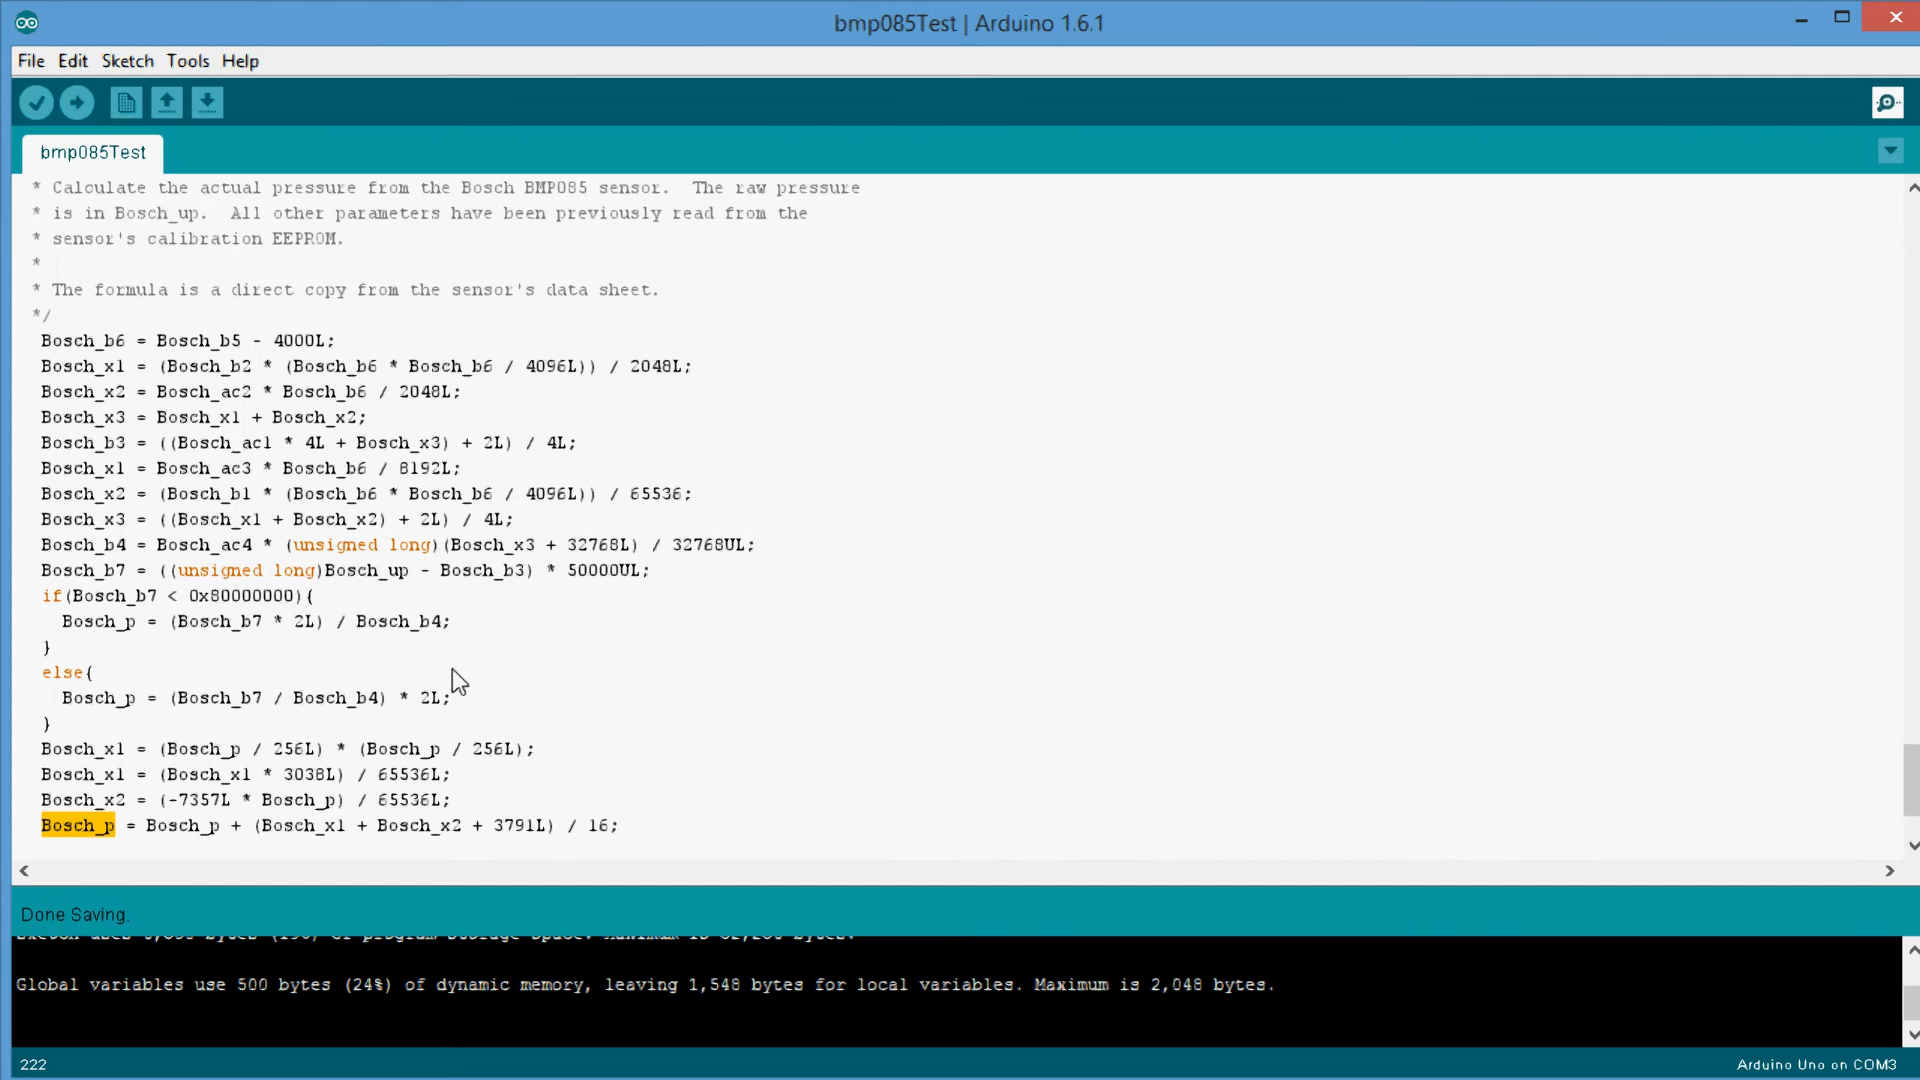 bmp085Test | Arduino 1.6.1
File Edit Sketch Tools Help
bmp085Test
* Calculate the actual pressure from the Bosch BMP085 sensor.  The raw pressure
* is in Bosch_up.  All other parameters have been previously read from the
* sensor's calibration EEPROM.
*
* The formula is a direct copy from the sensor's data sheet.
*/
Bosch_b6 = Bosch_b5 - 4000L;
Bosch_x1 = (Bosch_b2 * (Bosch_b6 * Bosch_b6 / 4096L)) / 2048L;
Bosch_x2 = Bosch_ac2 * Bosch_b6 / 2048L;
Bosch_x3 = Bosch_x1 + Bosch_x2;
Bosch_b3 = ((Bosch_ac1 * 4L + Bosch_x3) + 2L) / 4L;
Bosch_x1 = Bosch_ac3 * Bosch_b6 / 8192L;
Bosch_x2 = (Bosch_b1 * (Bosch_b6 * Bosch_b6 / 4096L)) / 65536;
Bosch_x3 = ((Bosch_x1 + Bosch_x2) + 2L) / 4L;
Bosch_b4 = Bosch_ac4 * (unsigned long)(Bosch_x3 + 32768L) / 32768UL;
Bosch_b7 = ((unsigned long)Bosch_up - Bosch_b3) * 50000UL;
if(Bosch_b7 < 0x80000000){
Bosch_p = (Bosch_b7 * 2L) / Bosch_b4;
}
else{
Bosch_p = (Bosch_b7 / Bosch_b4) * 2L;
}
Bosch_x1 = (Bosch_p / 256L) * (Bosch_p / 256L);
Bosch_x1 = (Bosch_x1 * 3038L) / 65536L;
Bosch_x2 = (-7357L * Bosch_p) / 65536L;
Bosch_p = Bosch_p + (Bosch_x1 + Bosch_x2 + 3791L) / 16;
Done Saving.
Global variables use 500 bytes (24%) of dynamic memory, leaving 1,548 bytes for local variables. Maximum is 2,048 bytes.
222
Arduino Uno on COM3